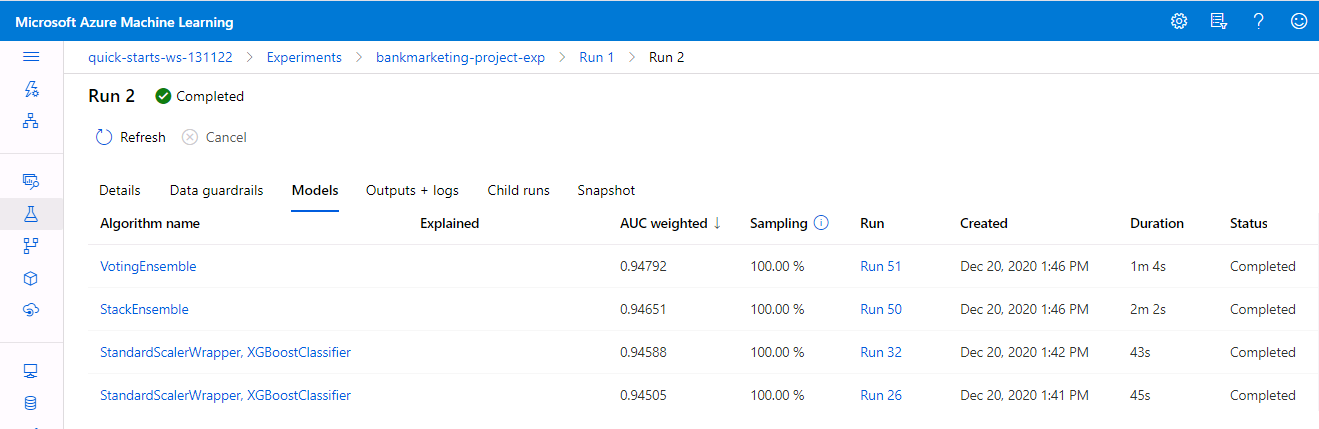 Microsoft Azure Machine Learning
quick-starts-ws-131122 > Experiments > bankmarketing-project-exp > Run 1 > Run 2
Run 2 Completed
Refresh Cancel
Details Data guardrails Models Outputs + logs Child runs Snapshot
Algorithm name Explained AUC weighted ↓ Sampling Run Created Duration Status
VotingEnsemble 0.94792 100.00 % Run 51 Dec 20, 2020 1:46 PM 1m 4s Completed
StackEnsemble 0.94651 100.00 % Run 50 Dec 20, 2020 1:46 PM 2m 2s Completed
StandardScalerWrapper, XGBoostClassifier 0.94588 100.00 % Run 32 Dec 20, 2020 1:42 PM 43s Completed
StandardScalerWrapper, XGBoostClassifier 0.94505 100.00 % Run 26 Dec 20, 2020 1:41 PM 45s Completed